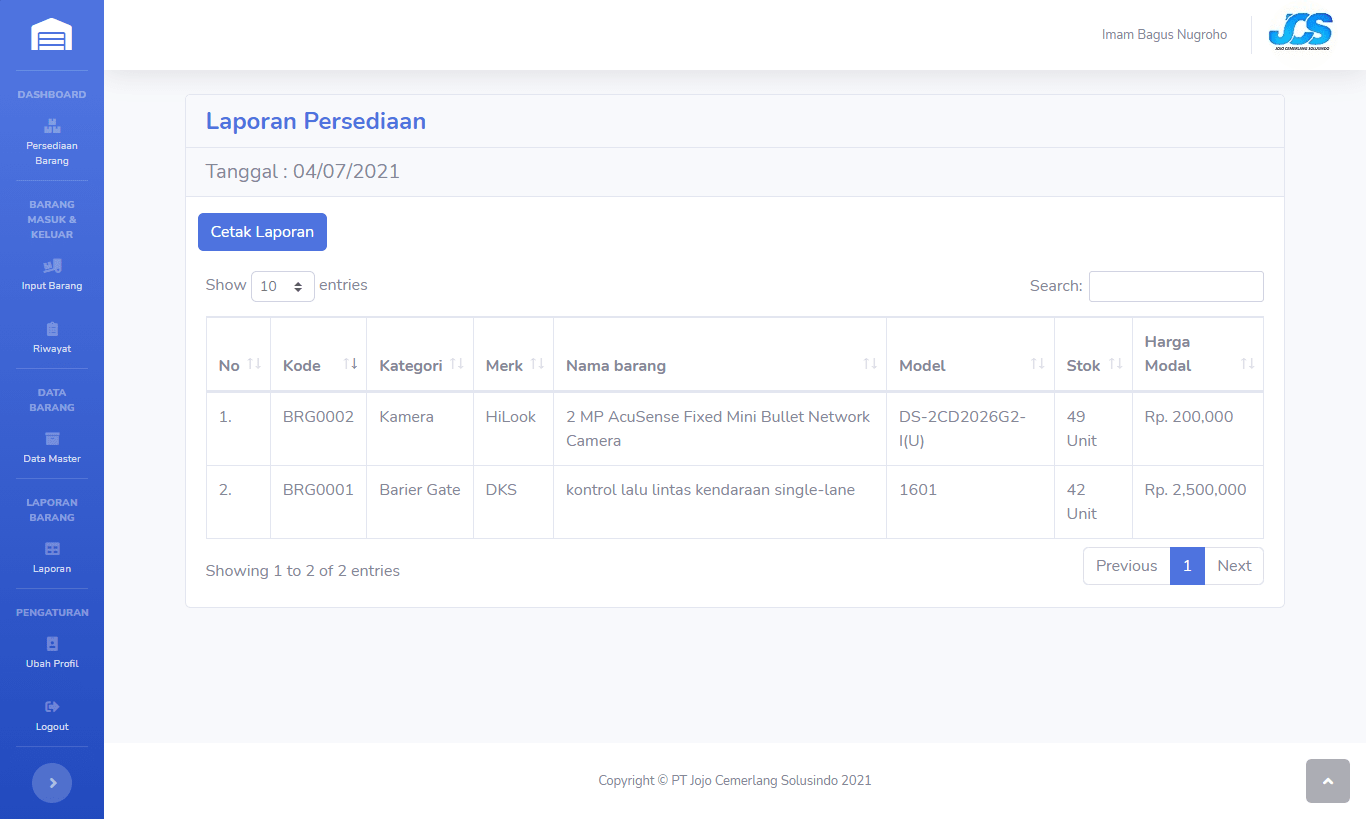 DASHBOARD
Persediaan
Barang
BARANG
MASUK &
KELUAR
Input Barang
Riwayat
DATA
BARANG
Data Master
LAPORAN
BARANG
Laporan
PENGATURAN
Ubah Profil
Logout
Imam Bagus Nugroho
JCS
JOJO CEMERLANG SOLUSINDO
Laporan Persediaan
Tanggal : 04/07/2021
Cetak Laporan
Show 10 entries
Search:
No Kode Kategori Merk Nama barang Model Stok Harga
Modal
1. BRG0002 Kamera HiLook 2 MP AcuSense Fixed Mini Bullet Network DS-2CD2026G2- 49 Rp. 200,000
Camera I(U) Unit
2. BRG0001 Barier Gate DKS kontrol lalu lintas kendaraan single-lane 1601 42 Rp. 2,500,000
Unit
Showing 1 to 2 of 2 entries
Previous 1 Next
Copyright © PT Jojo Cemerlang Solusindo 2021